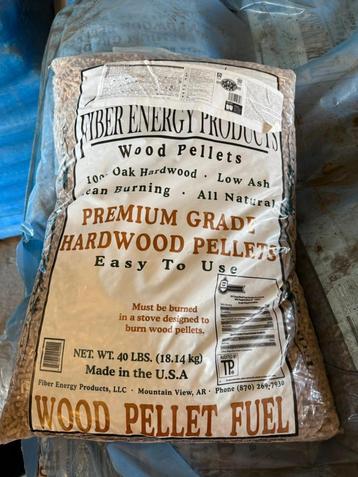 FIBER ENERGY PRODUCTS
Wood Pellets
100% Oak Hardwood · Low Ash
Burning · All Natural
PREMIUM GRADE
HARDWOOD PELLETS
Easy To Use
Must be burned
in a stove designed to
burn wood pellets.
NET. WT. 40 LBS. (18.14 kg)
Made in the U.S.A
Fiber Energy Products, LLC · Mountain View, AR · Phone (870) 269-7930
WOOD PELLET FUEL